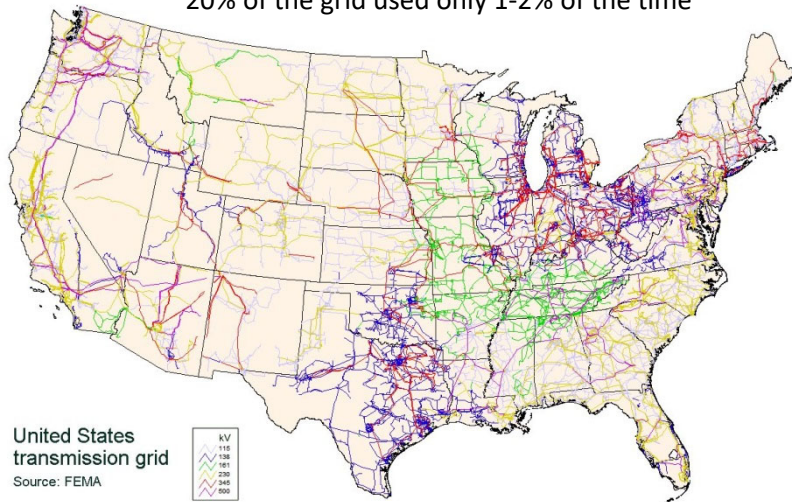 20% of the grid used only 1-2% of the time
United States
transmission grid
Source: FEMA
kV
115
138
161
230
345
500